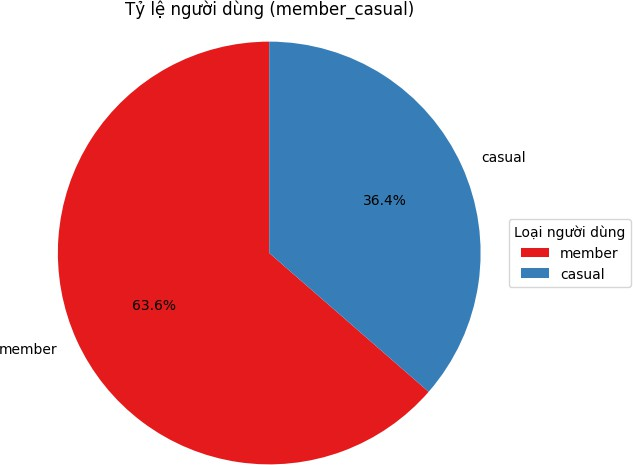 Tỷ lệ người dùng (member_casual)
casual
36.4%
Loại người dùng
member
casual
63.6%
member